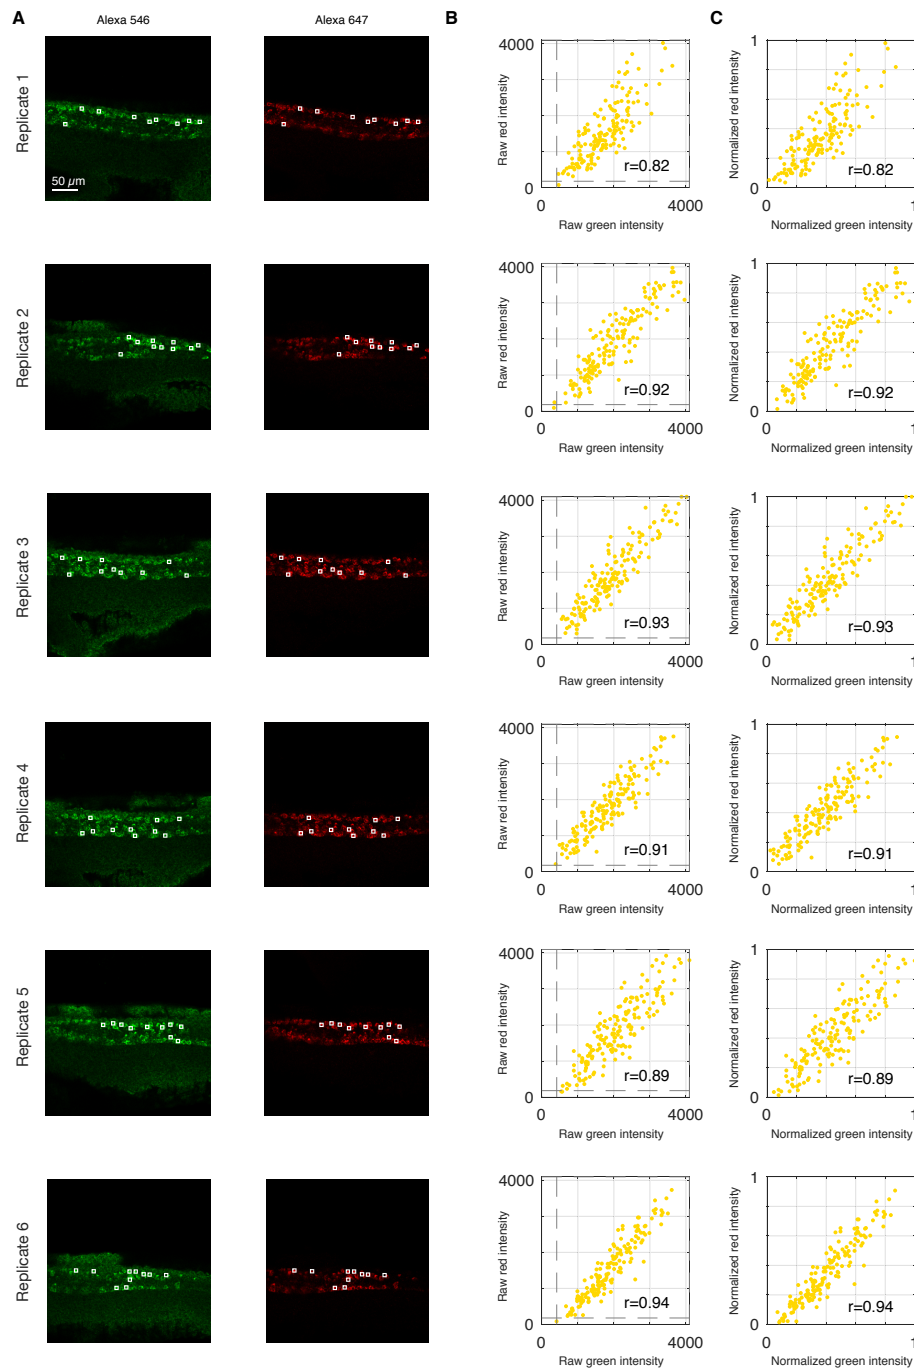 A Alexa 546 Alexa 647 B C
Replicate 1
50 µm
4000
Raw red intensity
0
r=0.82
0 4000
Raw green intensity
1
Normalized red intensity
0
r=0.82
0 1
Normalized green intensity
Replicate 2
4000
Raw red intensity
0
r=0.92
0 4000
Raw green intensity
1
Normalized red intensity
0
r=0.92
0 1
Normalized green intensity
Replicate 3
4000
Raw red intensity
0
r=0.93
0 4000
Raw green intensity
1
Normalized red intensity
0
r=0.93
0 1
Normalized green intensity
Replicate 4
4000
Raw red intensity
0
r=0.91
0 4000
Raw green intensity
1
Normalized red intensity
0
r=0.91
0 1
Normalized green intensity
Replicate 5
4000
Raw red intensity
0
r=0.89
0 4000
Raw green intensity
1
Normalized red intensity
0
r=0.89
0 1
Normalized green intensity
Replicate 6
4000
Raw red intensity
0
r=0.94
0 4000
Raw green intensity
1
Normalized red intensity
0
r=0.94
0 1
Normalized green intensity